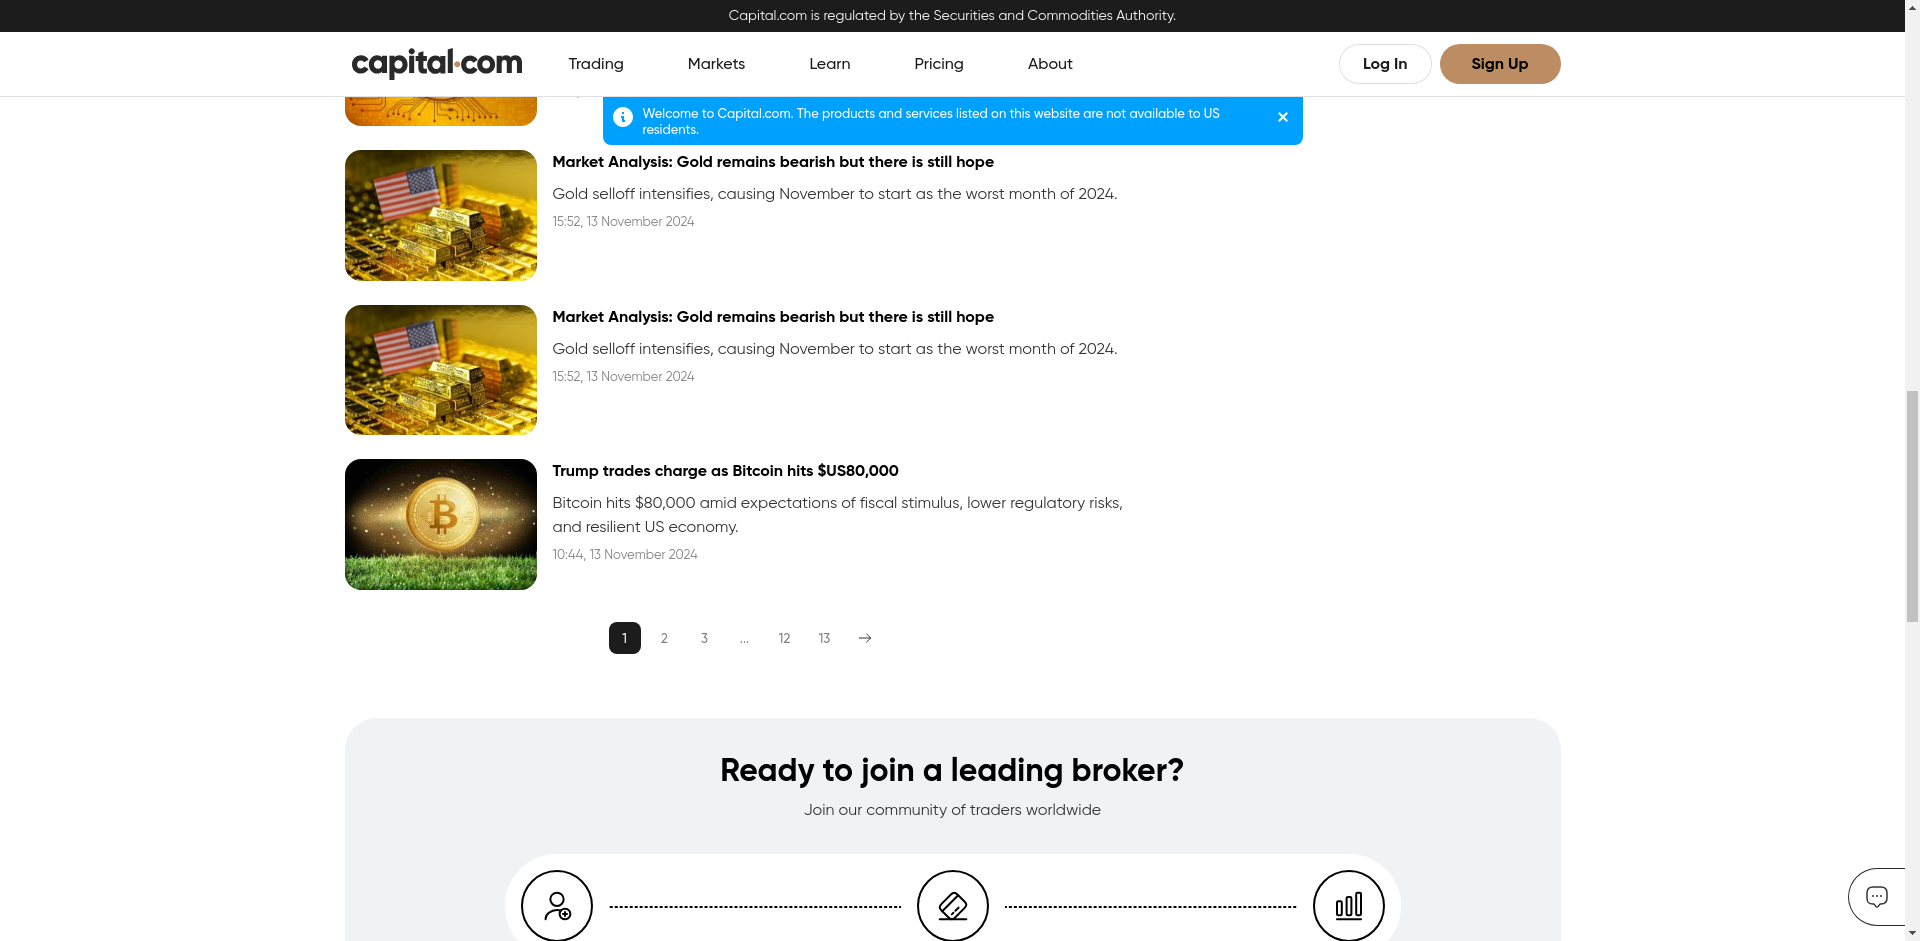 Capital.com is regulated by the Securities and Commodities Authority.
capital.com
Trading
Markets
Learn
Pricing
About
Log In
Sign Up
Welcome to Capital.com. The products and services listed on this website are not available to US
residents.
Market Analysis: Gold remains bearish but there is still hope
Gold selloff intensifies, causing November to start as the worst month of 2024.
15:52, 13 November 2024
Market Analysis: Gold remains bearish but there is still hope
Gold selloff intensifies, causing November to start as the worst month of 2024.
15:52, 13 November 2024
Trump trades charge as Bitcoin hits $US80,000
Bitcoin hits $80,000 amid expectations of fiscal stimulus, lower regulatory risks,
and resilient US economy.
10:44, 13 November 2024
1 2 3 ... 12 13
Ready to join a leading broker?
Join our community of traders worldwide